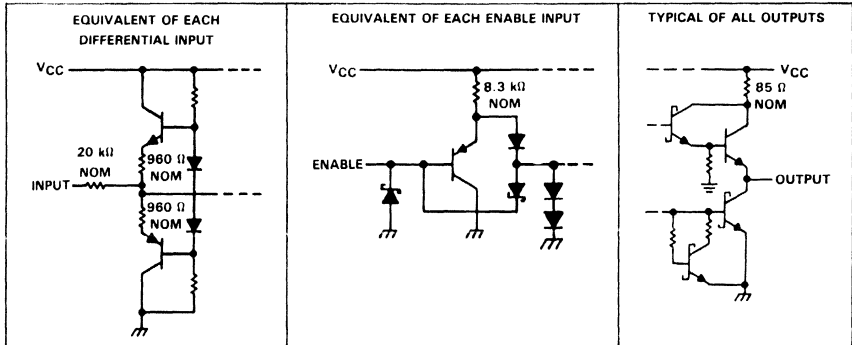 EQUIVALENT OF EACH
DIFFERENTIAL INPUT
VCC
20 kΩ
NOM
960 Ω
NOM
INPUT
960 Ω
NOM
EQUIVALENT OF EACH ENABLE INPUT
VCC
8.3 kΩ
NOM
ENABLE
TYPICAL OF ALL OUTPUTS
VCC
85 Ω
NOM
OUTPUT